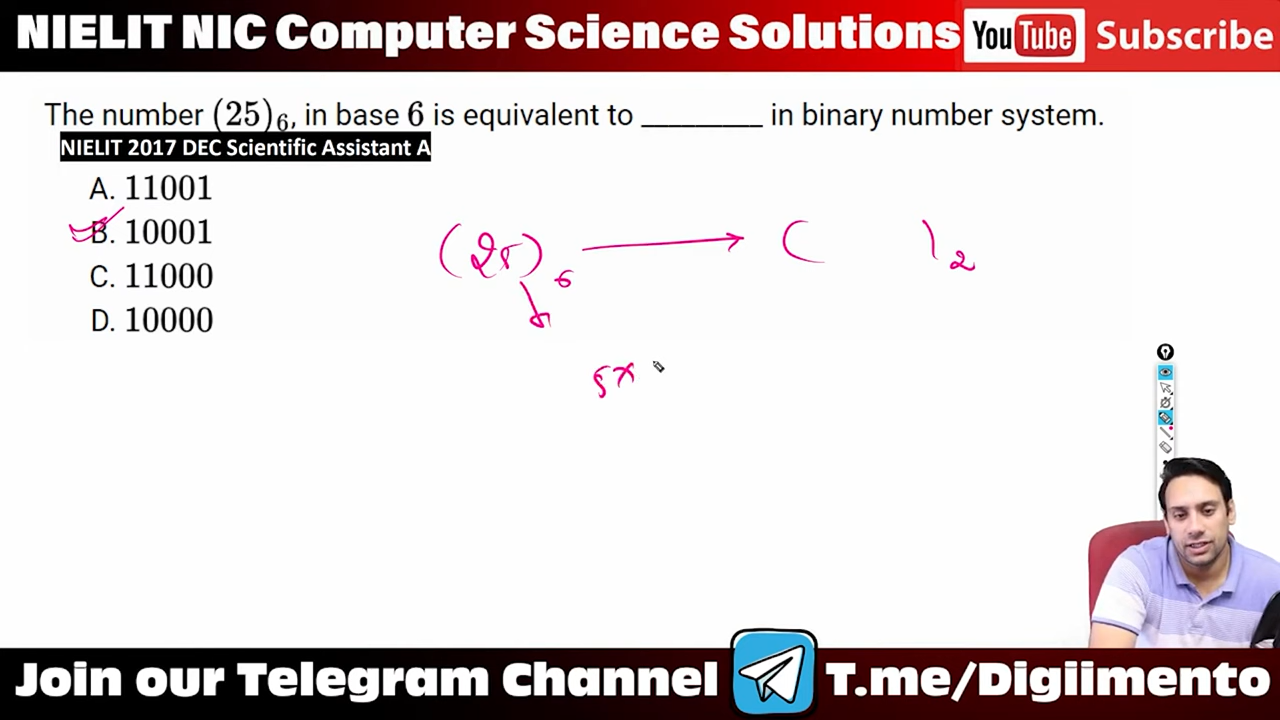 NIELIT NIC Computer Science Solutions YouTube Subscribe
The number (25)₆, in base 6 is equivalent to ________ in binary number system.
NIELIT 2017 DEC Scientific Assistant A
A. 11001
B. 10001
C. 11000
D. 10000
(25)₆ → (   )₂
5x
Join our Telegram Channel T.me/Digiimento